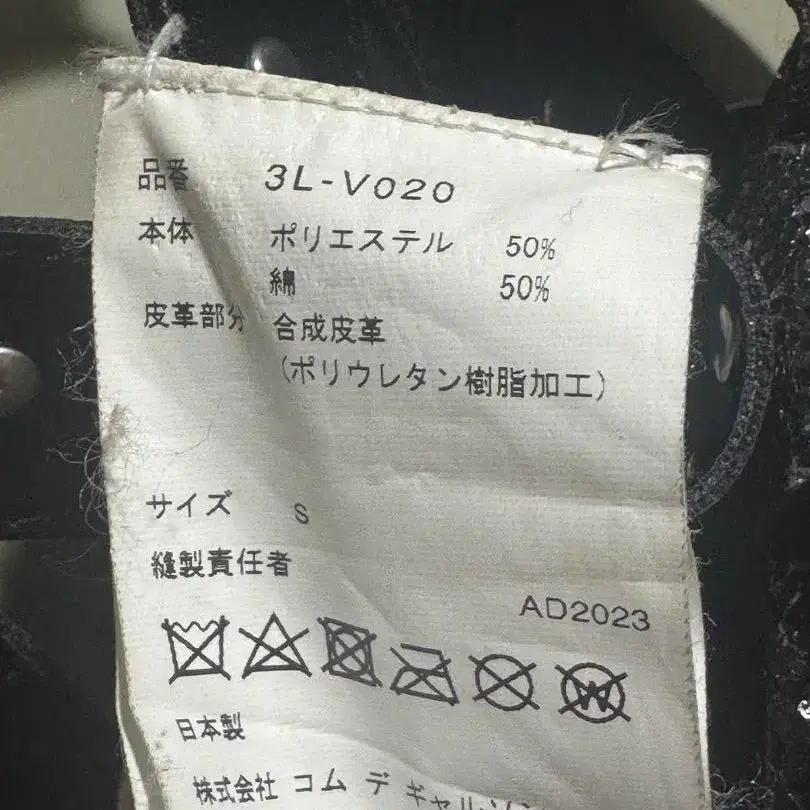 品番 3L-V020
本体 ポリエステル 50%
綿 50%
皮革部分 合成皮革
(ポリウレタン樹脂加工)
サイズ S
縫製責任者
AD2023
W
日本製
株式会社 コム デ ギャルソン